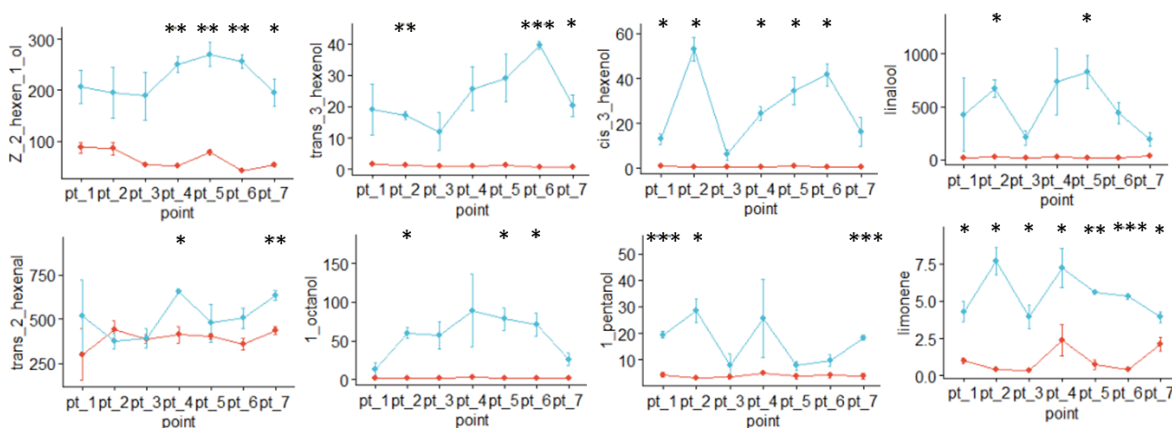 ** ** ** *
Z_2_hexen_1_ol
300
200
100
pt_1 pt_2 pt_3 pt_4 pt_5 pt_6 pt_7
point
** *** *
trans_3_hexenol
40
30
20
10
0
pt_1 pt_2 pt_3 pt_4 pt_5 pt_6 pt_7
point
* * * * *
cis_3_hexenol
60
40
20
0
pt_1 pt_2 pt_3 pt_4 pt_5 pt_6 pt_7
point
* *
linalool
1000
500
0
pt_1 pt_2 pt_3 pt_4 pt_5 pt_6 pt_7
point
* **
trans_2_hexenal
750
500
250
pt_1 pt_2 pt_3 pt_4 pt_5 pt_6 pt_7
point
* * *
1_octanol
150
100
50
0
pt_1 pt_2 pt_3 pt_4 pt_5 pt_6 pt_7
point
*** * ***
1_pentanol
50
40
30
20
10
pt_1 pt_2 pt_3 pt_4 pt_5 pt_6 pt_7
point
* * * * ** *** *
limonene
7.5
5.0
2.5
0.0
pt_1 pt_2 pt_3 pt_4 pt_5 pt_6 pt_7
point